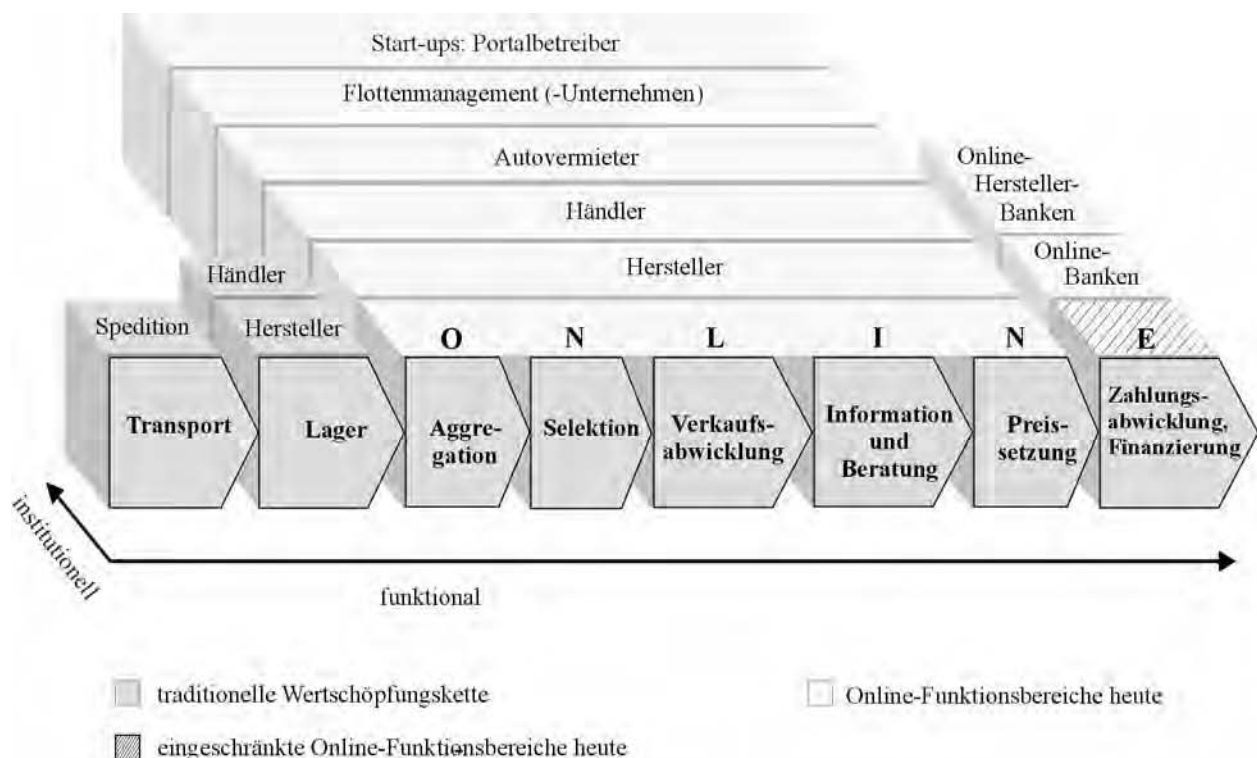 Start-ups: Portalbetreiber
Flottenmanagement (-Unternehmen)
Autovermieter
Händler
Hersteller
Online-
Hersteller-
Banken
Online-
Banken
Händler
Spedition
Hersteller
O N L I N E
Transport
Lager
Aggre-
gation
Selektion
Verkaufs-
abwicklung
Information
und
Beratung
Preis-
setzung
Zahlungs-
abwicklung,
Finanzierung
institutionell
funktional
traditionelle Wertschöpfungskette
Online-Funktionsbereiche heute
eingeschränkte Online-Funktionsbereiche heute